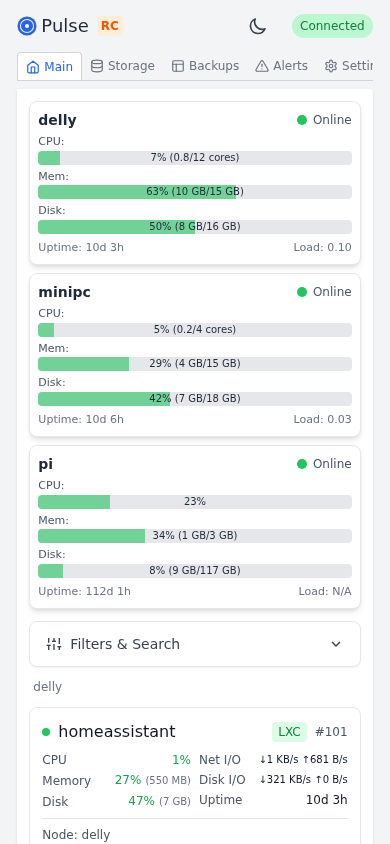 Pulse RC
Connected
Main Storage Backups Alerts Settin
delly Online
CPU:
7% (0.8/12 cores)
Mem:
63% (10 GB/15 GB)
Disk:
50% (8 GB/16 GB)
Uptime: 10d 3h Load: 0.10
minipc Online
CPU:
5% (0.2/4 cores)
Mem:
29% (4 GB/15 GB)
Disk:
42% (7 GB/18 GB)
Uptime: 10d 6h Load: 0.03
pi Online
CPU:
23%
Mem:
34% (1 GB/3 GB)
Disk:
8% (9 GB/117 GB)
Uptime: 112d 1h Load: N/A
Filters & Search
delly
homeassistant LXC #101
CPU 1% Net I/O ↓1 KB/s ↑681 B/s
Memory 27% (550 MB) Disk I/O ↓321 KB/s ↑0 B/s
Disk 47% (7 GB) Uptime 10d 3h
Node: delly